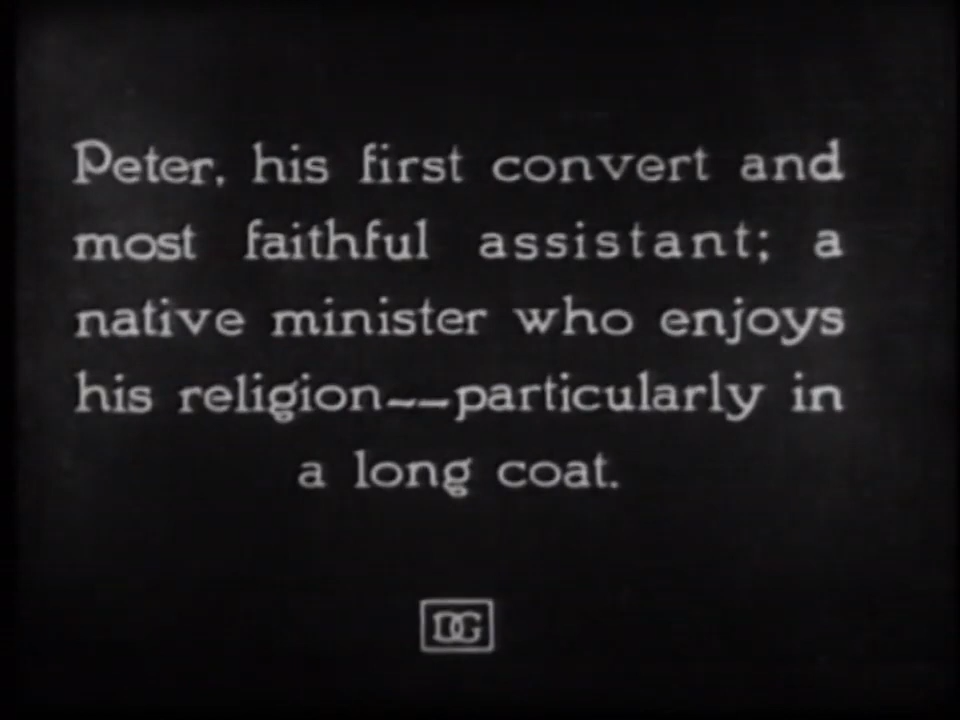 Peter, his first convert and
most faithful assistant; a
native minister who enjoys
his religion--particularly in
a long coat.
DG